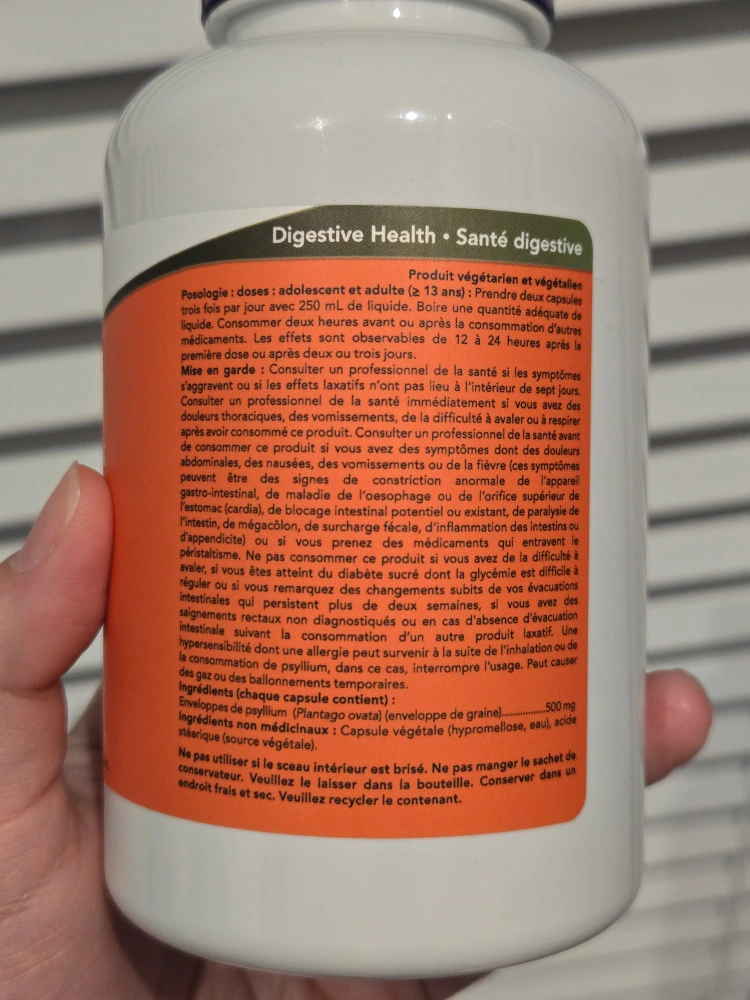 Digestive Health • Santé digestive
Produit végétarien et végétalien
Posologie : doses : adolescent et adulte (≥ 13 ans) : Prendre deux capsules
trois fois par jour avec 250 mL de liquide. Boire une quantité adéquate de
liquide. Consommer deux heures avant ou après la consommation d'autres
médicaments. Les effets sont observables de 12 à 24 heures après la
première dose ou après deux ou trois jours.
Mise en garde : Consulter un professionnel de la santé si les symptômes
s'aggravent ou si les effets laxatifs n'ont pas lieu à l'intérieur de sept jours.
Consulter un professionnel de la santé immédiatement si vous avez des
douleurs thoraciques, des vomissements, de la difficulté à avaler ou à respirer
après avoir consommé ce produit. Consulter un professionnel de la santé avant
de consommer ce produit si vous avez des symptômes dont des douleurs
abdominales, des nausées, des vomissements ou de la fièvre (ces symptômes
peuvent être des signes de constriction anormale de l'appareil
gastro-intestinal, de maladie de l'oesophage ou de l'orifice supérieur de
l'estomac (cardia), de blocage intestinal potentiel ou existant, de paralysie de
l'intestin, de mégacôlon, de surcharge fécale, d'inflammation des intestins ou
d'appendicite) ou si vous prenez des médicaments qui entravent le
péristaltisme. Ne pas consommer ce produit si vous avez de la difficulté à
avaler, si vous êtes atteint du diabète sucré dont la glycémie est difficile à
réguler ou si vous remarquez des changements subits de vos évacuations
intestinales qui persistent plus de deux semaines, si vous avez des
saignements rectaux non diagnostiqués ou en cas d'absence d'évacuation
intestinale suivant la consommation d'un autre produit laxatif. Une
hypersensibilité dont une allergie peut survenir à la suite de l'inhalation ou de
la consommation de psyllium, dans ce cas, interrompre l'usage. Peut causer
des gaz ou des ballonnements temporaires.
Ingrédients (chaque capsule contient) :
Enveloppes de psyllium (Plantago ovata) (enveloppe de graine)................500 mg
Ingrédients non médicinaux : Capsule végétale (hypromellose, eau), acide
stéarique (source végétale).
Ne pas utiliser si le sceau intérieur est brisé. Ne pas manger le sachet de
conservateur. Veuillez le laisser dans la bouteille. Conserver dans un
endroit frais et sec. Veuillez recycler le contenant.